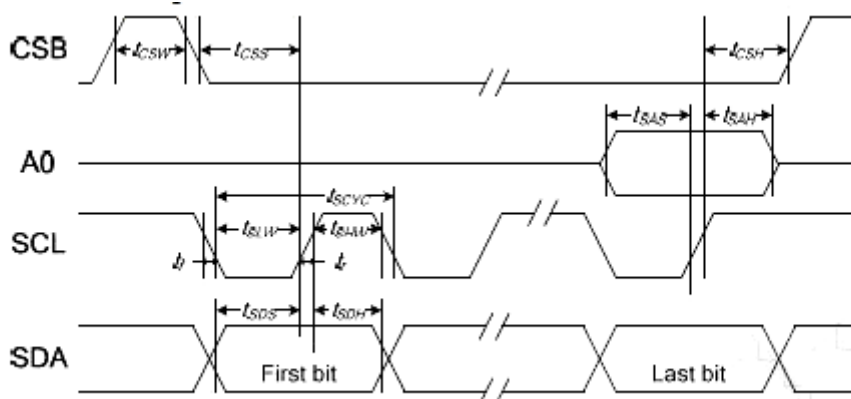 CSB tCSW tCSS tCSH
tSAS tSAH
A0
tSCYC
SCL tSLW tSHW
tf tr
tSDS tSDH
SDA First bit Last bit